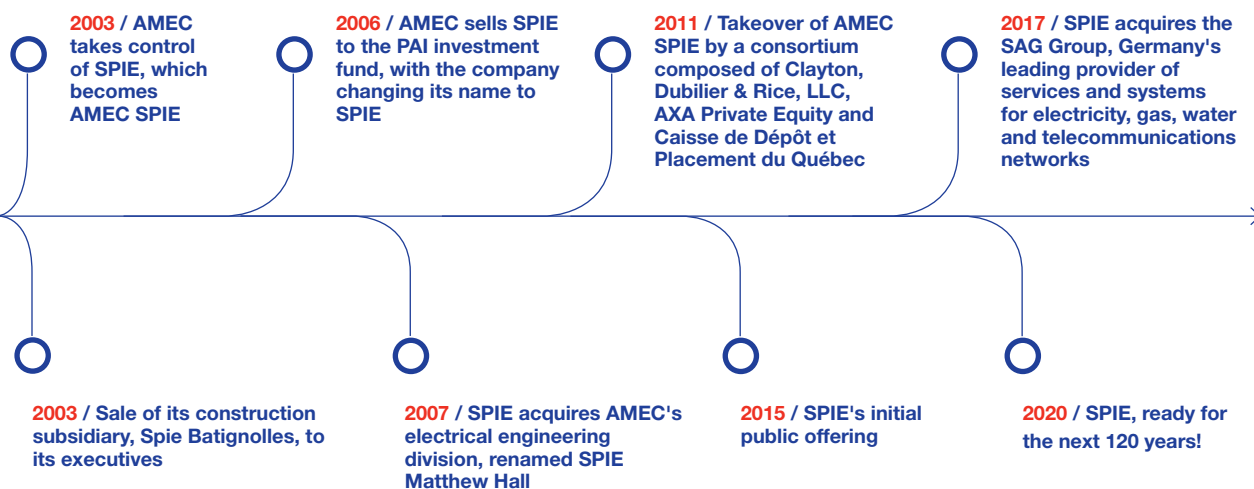 2003 / AMEC
takes control
of SPIE, which
becomes
AMEC SPIE
2006 / AMEC sells SPIE
to the PAI investment
fund, with the company
changing its name to
SPIE
2011 / Takeover of AMEC
SPIE by a consortium
composed of Clayton,
Dubilier & Rice, LLC,
AXA Private Equity and
Caisse de Dépôt et
Placement du Québec
2017 / SPIE acquires the
SAG Group, Germany's
leading provider of
services and systems
for electricity, gas, water
and telecommunications
networks
2003 / Sale of its construction
subsidiary, Spie Batignolles, to
its executives
2007 / SPIE acquires AMEC's
electrical engineering
division, renamed SPIE
Matthew Hall
2015 / SPIE's initial
public offering
2020 / SPIE, ready for
the next 120 years!